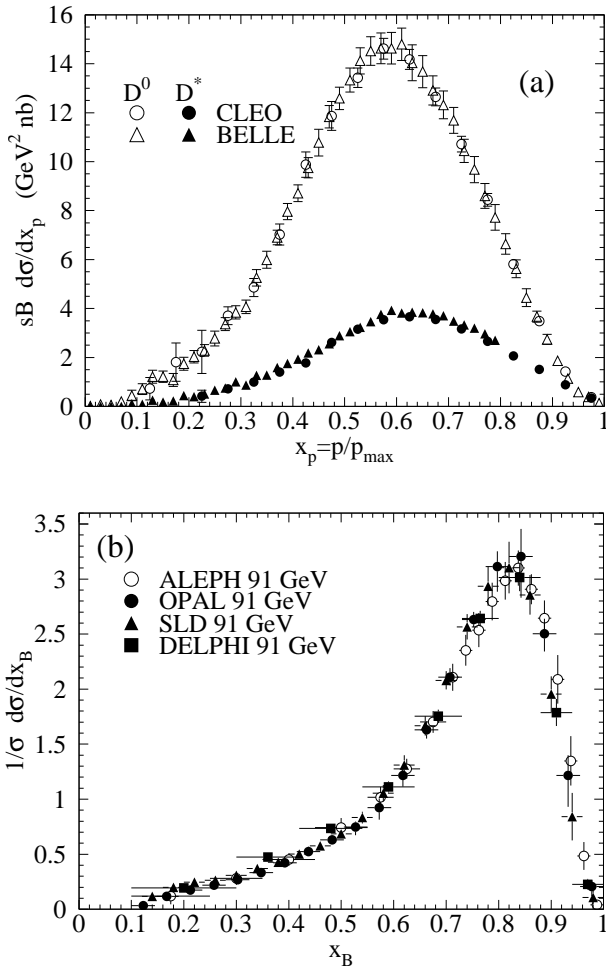 16
14
12
10
8
6
4
2
0
sB dσ/dx_p (GeV² nb)
(a)
D⁰ D*
CLEO
BELLE
0 0.1 0.2 0.3 0.4 0.5 0.6 0.7 0.8 0.9 1
x_p=p/p_max
3.5
3
2.5
2
1.5
1
0.5
0
1/σ dσ/dx_B
(b)
ALEPH 91 GeV
OPAL 91 GeV
SLD 91 GeV
DELPHI 91 GeV
0 0.1 0.2 0.3 0.4 0.5 0.6 0.7 0.8 0.9 1
x_B